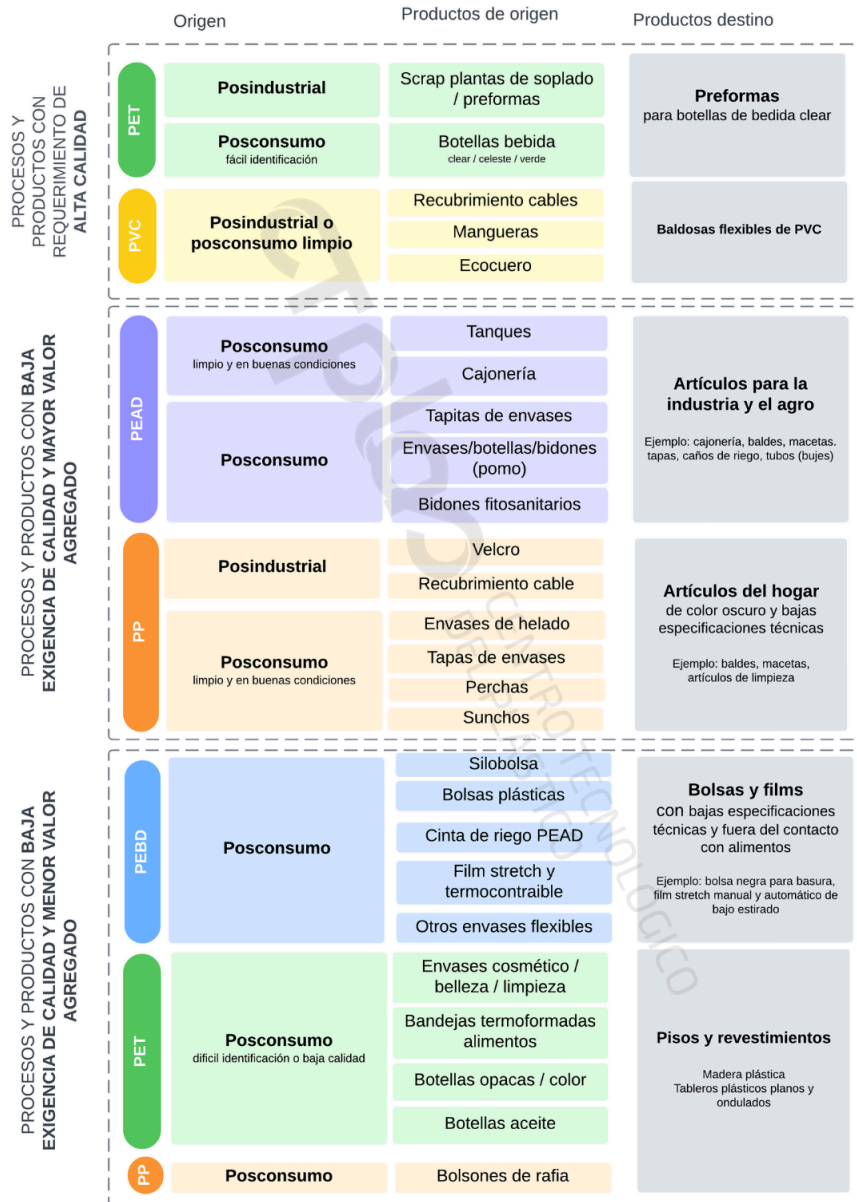 Origen
Productos de origen
Productos destino
PROCESOS Y
PRODUCTOS CON
REQUERIMIENTO DE
ALTA CALIDAD
PET
Posindustrial
Scrap plantas de soplado
/ preformas
Posconsumo
fácil identificación
Botellas bebida
clear / celeste / verde
Preformas
para botellas de bedida clear
PVC
Posindustrial o
posconsumo limpio
Recubrimiento cables
Mangueras
Ecocuero
Baldosas flexibles de PVC
PROCESOS Y PRODUCTOS CON BAJA
EXIGENCIA DE CALIDAD Y MAYOR VALOR
AGREGADO
PEAD
Posconsumo
limpio y en buenas condiciones
Tanques
Cajonería
Posconsumo
Tapitas de envases
Envases/botellas/bidones
(pomo)
Bidones fitosanitarios
Artículos para la
industria y el agro
Ejemplo: cajonería, baldes, macetas.
tapas, caños de riego, tubos (bujes)
PP
Posindustrial
Velcro
Recubrimiento cable
Posconsumo
limpio y en buenas condiciones
Envases de helado
Tapas de envases
Perchas
Sunchos
Artículos del hogar
de color oscuro y bajas
especificaciones técnicas
Ejemplo: baldes, macetas,
artículos de limpieza
PROCESOS Y PRODUCTOS CON BAJA
EXIGENCIA DE CALIDAD Y MENOR VALOR
AGREGADO
PEBD
Posconsumo
Silobolsa
Bolsas plásticas
Cinta de riego PEAD
Film stretch y
termocontraible
Otros envases flexibles
Bolsas y films
con bajas especificaciones
técnicas y fuera del contacto
con alimentos
Ejemplo: bolsa negra para basura,
film stretch manual y automático de
bajo estirado
PET
Posconsumo
dificil identificación o baja calidad
Envases cosmético /
belleza / limpieza
Bandejas termoformadas
alimentos
Botellas opacas / color
Botellas aceite
Pisos y revestimientos
Madera plástica
Tableros plásticos planos y
ondulados
PP
Posconsumo
Bolsones de rafia
CTplas
CENTRO TECNOLÓGICO
DEL PLÁSTICO